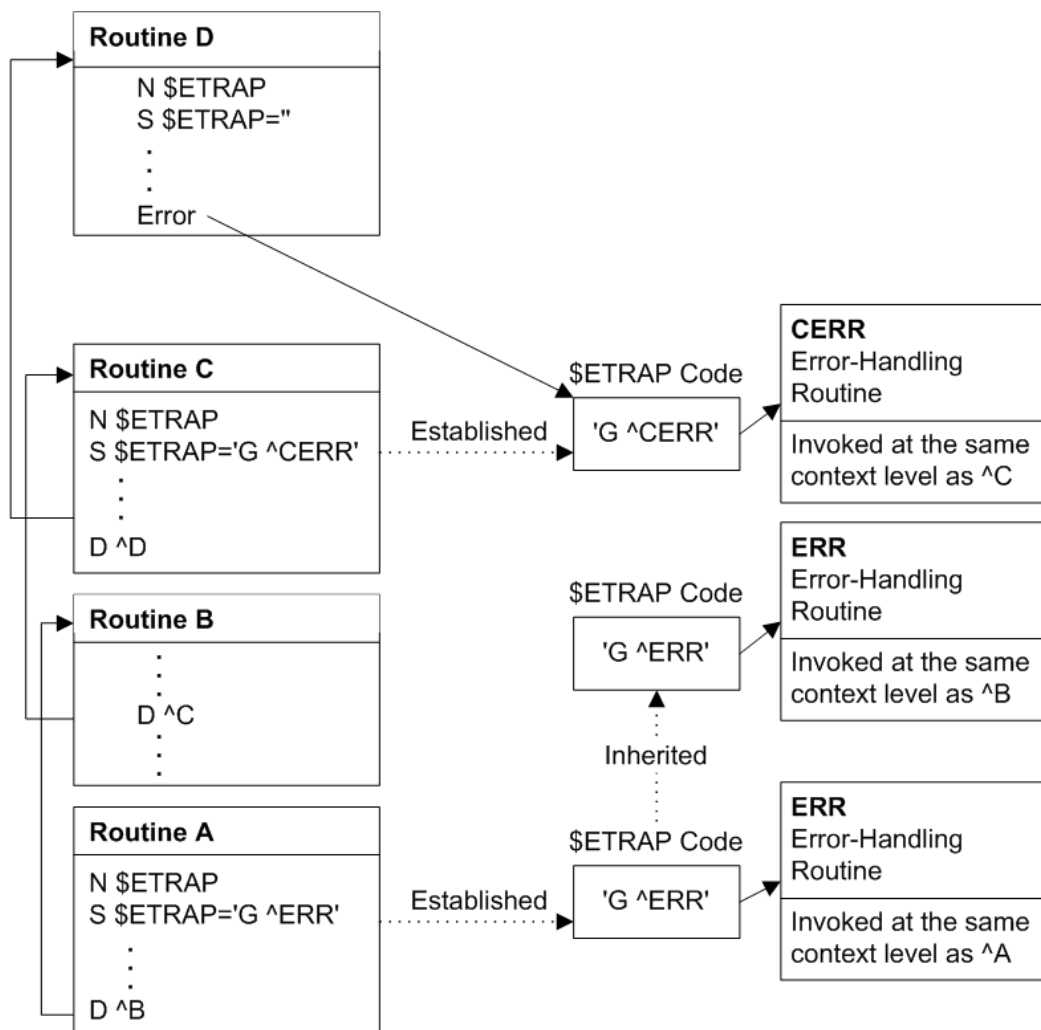 Routine D
N $ETRAP
S $ETRAP=''
.
.
.
Error
Routine C
N $ETRAP
S $ETRAP='G ^CERR'
.
.
.
D ^D
Established
$ETRAP Code
'G ^CERR'
CERR
Error-Handling
Routine
Invoked at the same
context level as ^C
Routine B
.
.
.
D ^C
.
.
.
$ETRAP Code
'G ^ERR'
ERR
Error-Handling
Routine
Invoked at the same
context level as ^B
Inherited
Routine A
N $ETRAP
S $ETRAP='G ^ERR'
.
.
.
D ^B
Established
$ETRAP Code
'G ^ERR'
ERR
Error-Handling
Routine
Invoked at the same
context level as ^A